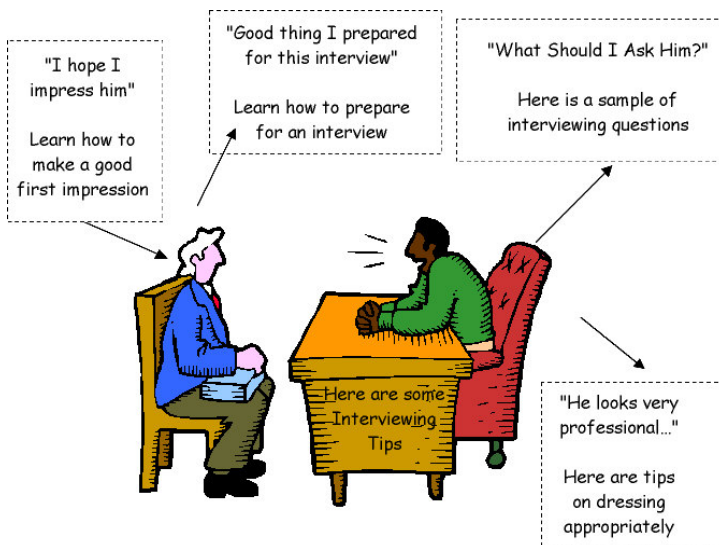 "I hope I
impress him"
Learn how to
make a good
first impression
"Good thing I prepared
for this interview"
Learn how to prepare
for an interview
"What Should I Ask Him?"
Here is a sample of
interviewing questions
Here are some
Interviewing
Tips
"He looks very
professional..."
Here are tips
on dressing
appropriately